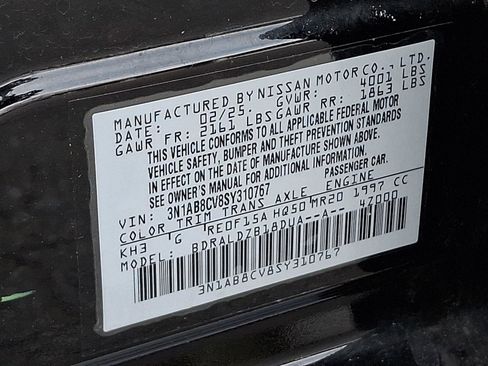 MANUFACTURED BY NISSAN MOTOR CO., LTD.
DATE: 02/25 GVWR: 4001 LBS
GAWR FR: 2161 LBS GAWR RR: 1863 LBS
THIS VEHICLE CONFORMS TO ALL APPLICABLE FEDERAL MOTOR
VEHICLE SAFETY, BUMPER AND THEFT PREVENTION STANDARDS
IN EFFECT ON THE DATE OF MANUFACTURE SHOWN ABOVE.
SEE OWNER'S MANUAL FOR ADDITIONAL INFORMATION.
VIN: 3N1AB8CV8SY310767 PASSENGER CAR
COLOR TRIM TRANS AXLE ENGINE
KH3 G RE0F15A HQ50 MR20 1997 CC
MODEL: BDRALDZB18DUA--A-- 4Z000
3N1AB8CV8SY310767